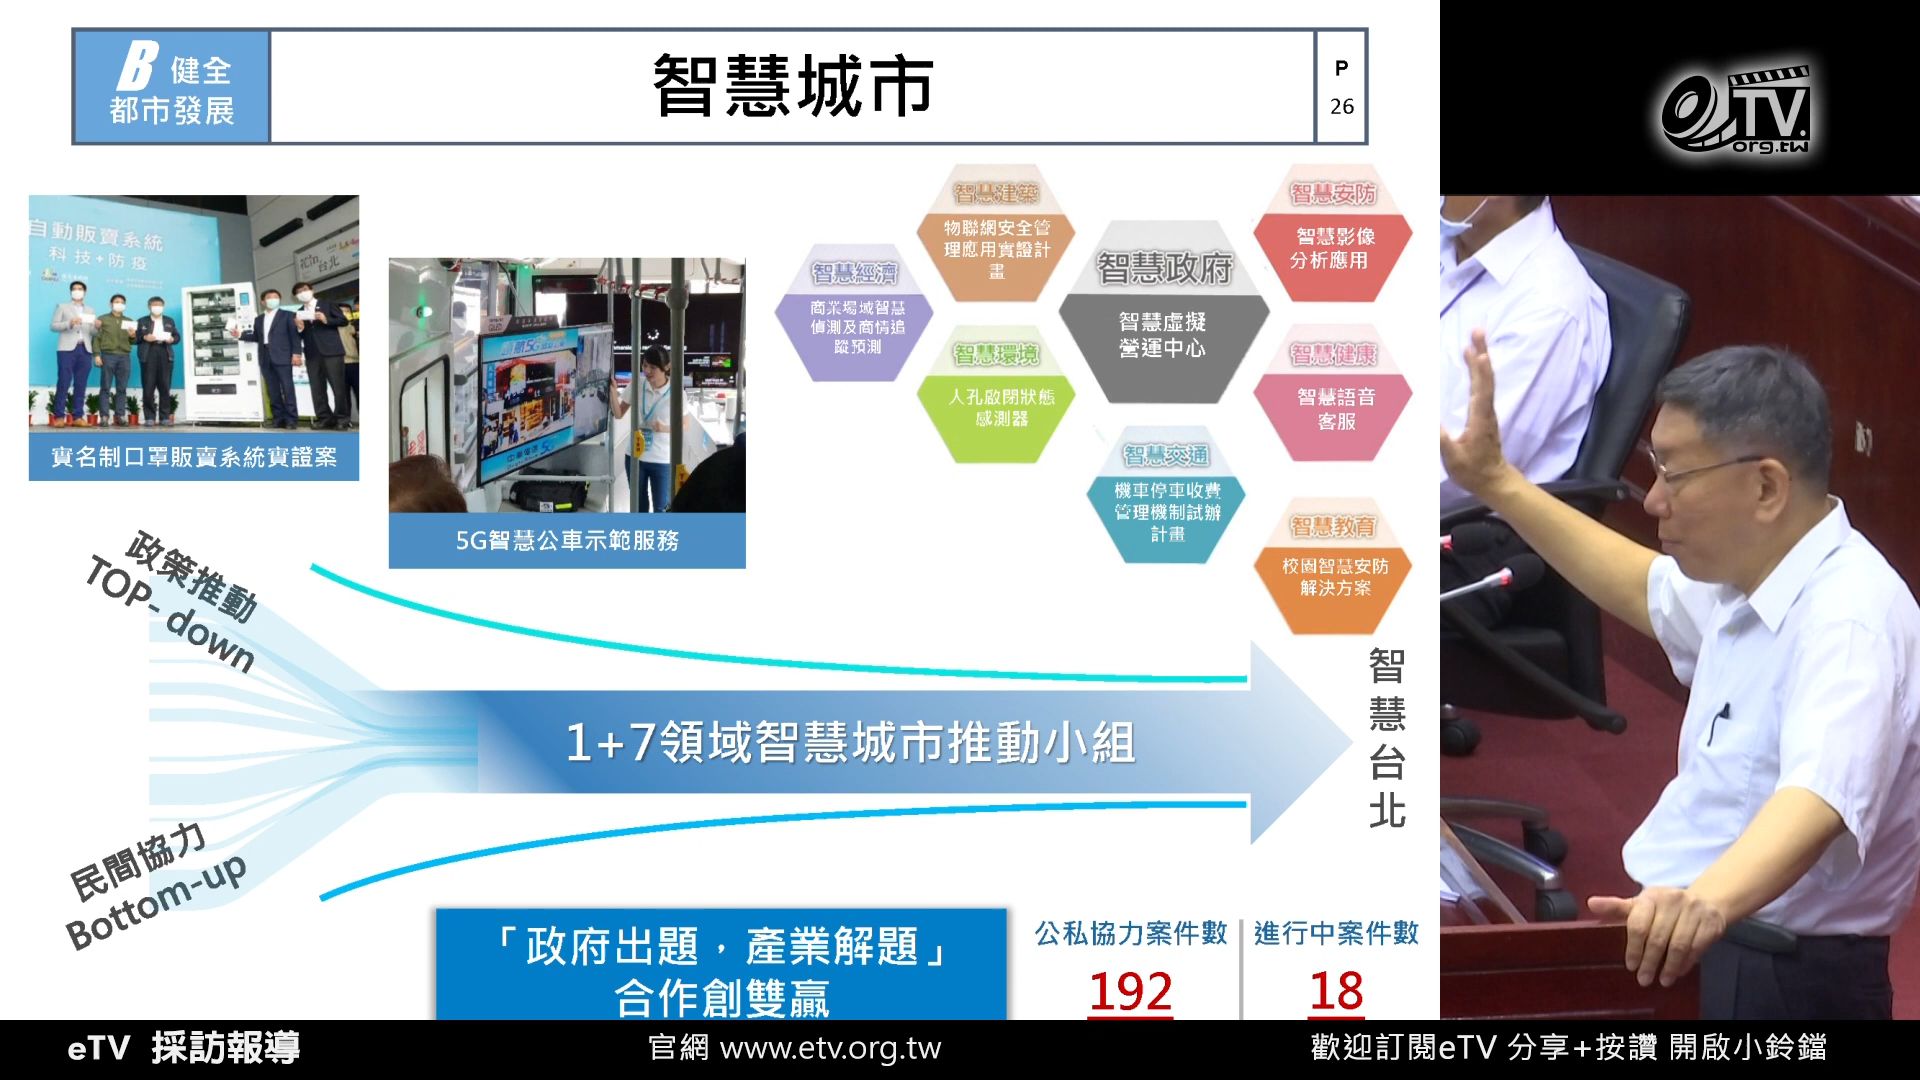 B 健全
都市發展
智慧城市
P
26
eTV
org.tw
自動販賣系統
科技+防疫
實名制口罩販賣系統實證案
5G智慧公車示範服務
智慧經濟
商業場域智慧
偵測及商情追
蹤預測
智慧建築
物聯網安全管
理應用實證計
畫
智慧環境
人孔啟閉狀態
感測器
智慧政府
智慧虛擬
營運中心
智慧交通
機車停車收費
管理機制試辦
計畫
智慧安防
智慧影像
分析應用
智慧健康
智慧語音
客服
智慧教育
校園智慧安防
解決方案
政策推動
TOP- down
1+7領域智慧城市推動小組
智慧台北
民間協力
Bottom-up
「政府出題，產業解題」
合作創雙贏
公私協力案件數
192
進行中案件數
18
eTV 採訪報導
官網 www.etv.org.tw
歡迎訂閱eTV 分享+按讚 開啟小鈴鐺